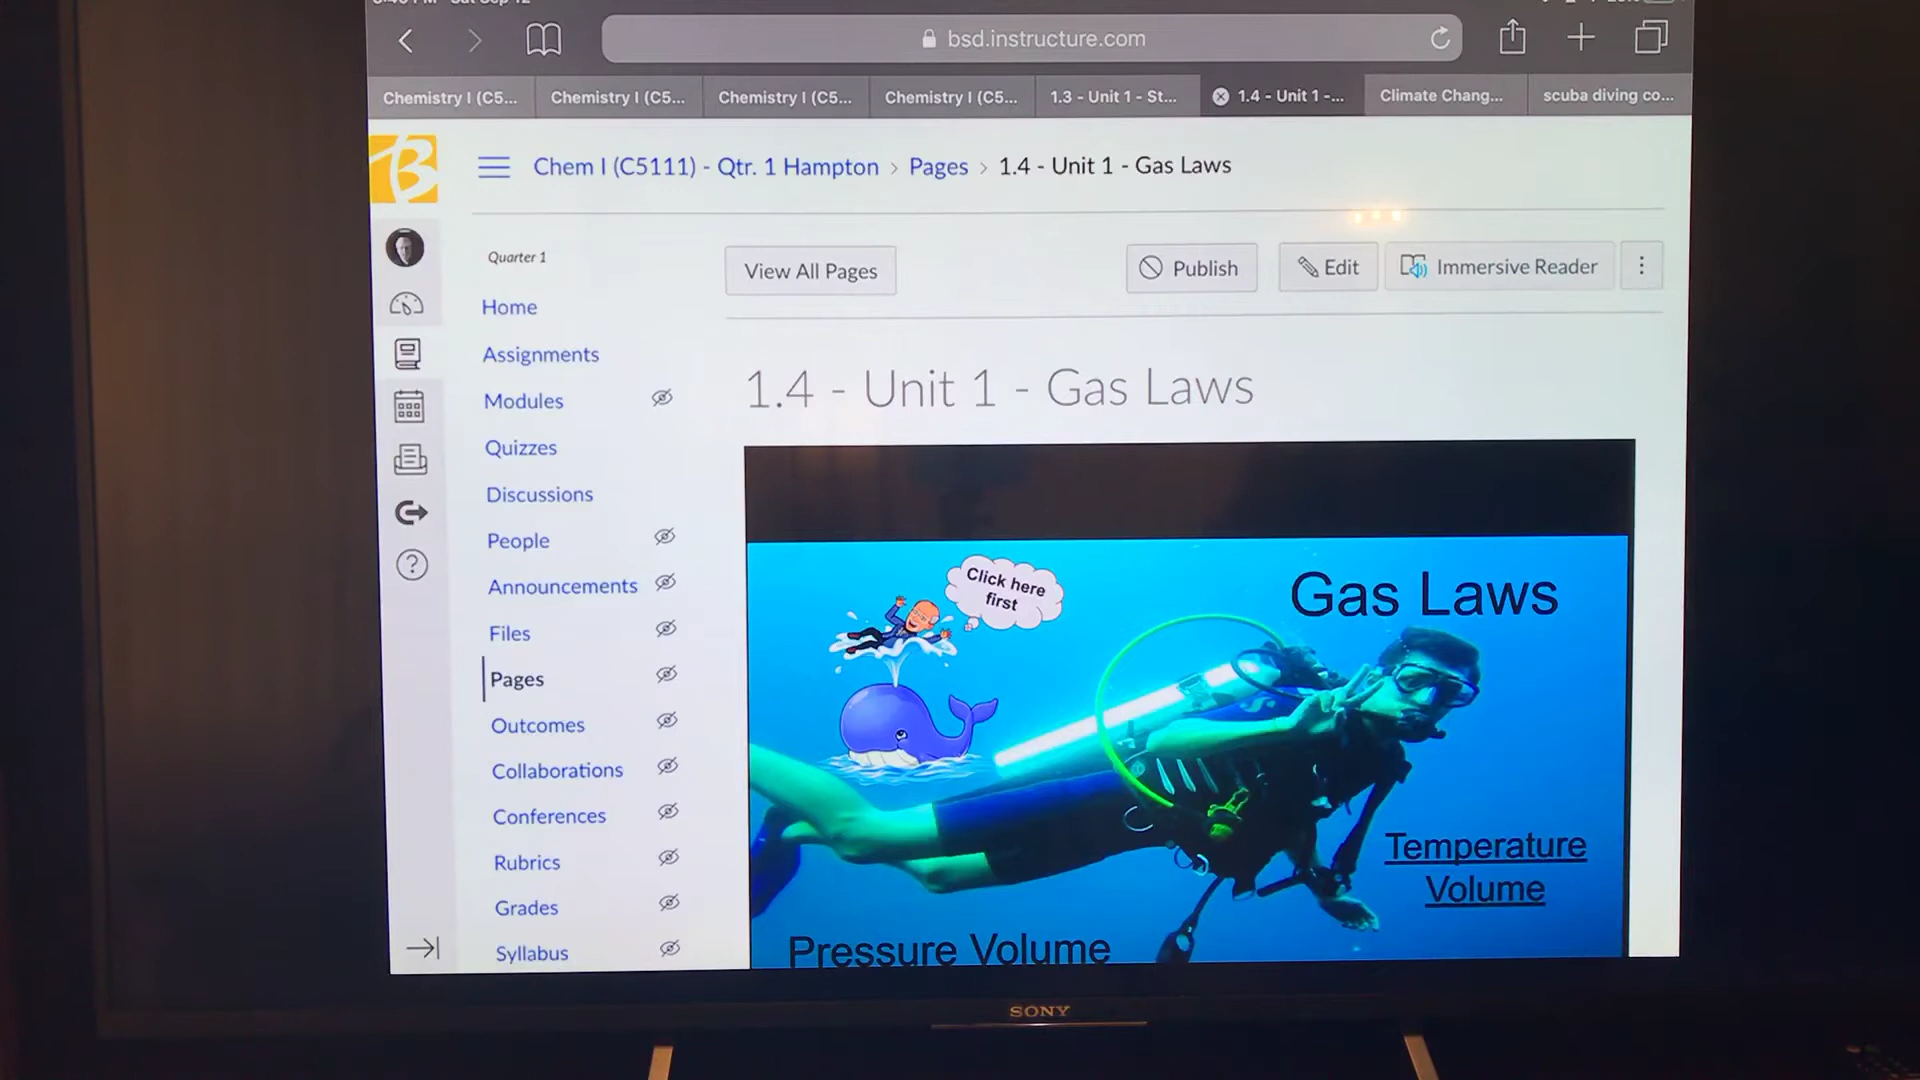 bsd.instructure.com
Chemistry I (C5...
Chemistry I (C5...
Chemistry I (C5...
Chemistry I (C5...
1.3 - Unit 1 - St...
1.4 - Unit 1 -...
Climate Chang...
scuba diving co...
B
Chem I (C5111) - Qtr. 1 Hampton > Pages > 1.4 - Unit 1 - Gas Laws
Quarter 1
Home
Assignments
Modules
Quizzes
Discussions
People
Announcements
Files
Pages
Outcomes
Collaborations
Conferences
Rubrics
Grades
Syllabus
View All Pages
Publish
Edit
Immersive Reader
1.4 - Unit 1 - Gas Laws
Click here
first
Gas Laws
Temperature
Volume
Pressure Volume
SONY